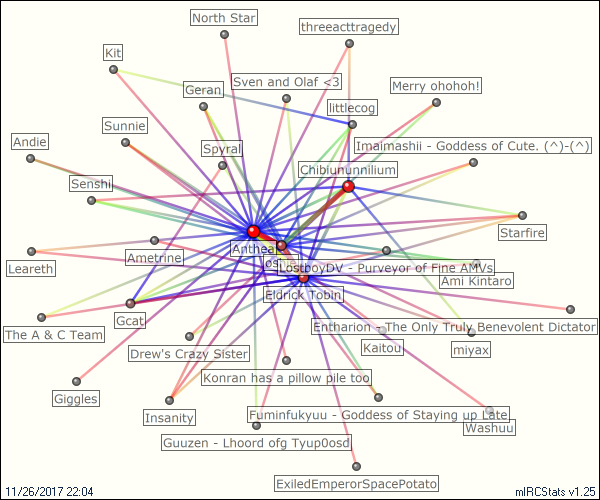 North Star
threeacttragedy
Kit
Sven and Olaf <3
Merry ohohoh!
Geran
littlecog
Sunnie
Andie
Imaimashii - Goddess of Cute. (^)-(^)
Spyral
Chibiununnilium
Senshi
Starfire
Anthea
Ametrine
Leareth
LostboyDV - Purveyor of Fine AMVs
Ami Kintaro
Eldrick Tobin
Gcat
Entharion - The Only Truly Benevolent Dictator
The A & C Team
Kaitou
miyax
Drew's Crazy Sister
Konran has a pillow pile too
Giggles
Insanity
Fuminfukyuu - Goddess of Staying up Late
Washuu
Guuzen - Lhoord ofg Tyup0osd
ExiledEmperorSpacePotato
11/26/2017 22:04
mIRCStats v1.25